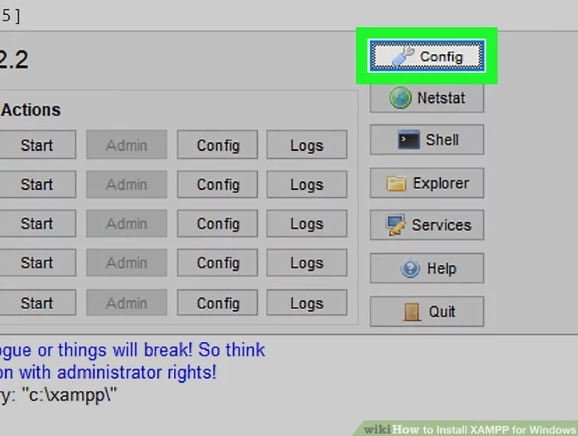 5 ]
2.2
Config
Netstat
Actions
Start Admin Config Logs
Shell
Start Admin Config Logs
Explorer
Start Admin Config Logs
Services
Start Admin Config Logs
Help
Start Admin Config Logs
Quit
ogue or things will break! So think
on with administrator rights!
ry: "c:\xampp\"
wikiHow to Install XAMPP for Windows